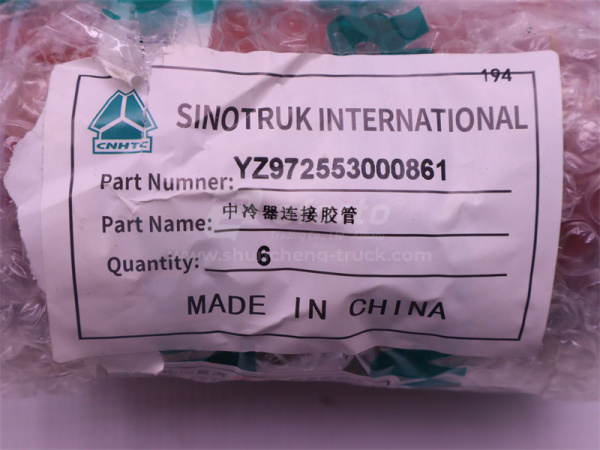 194
CNHTC
SINOTRUK INTERNATIONAL
Part Numner: YZ972553000861
Part Name: 中冷器连接胶管
Quantity: 6
MADE IN CHINA